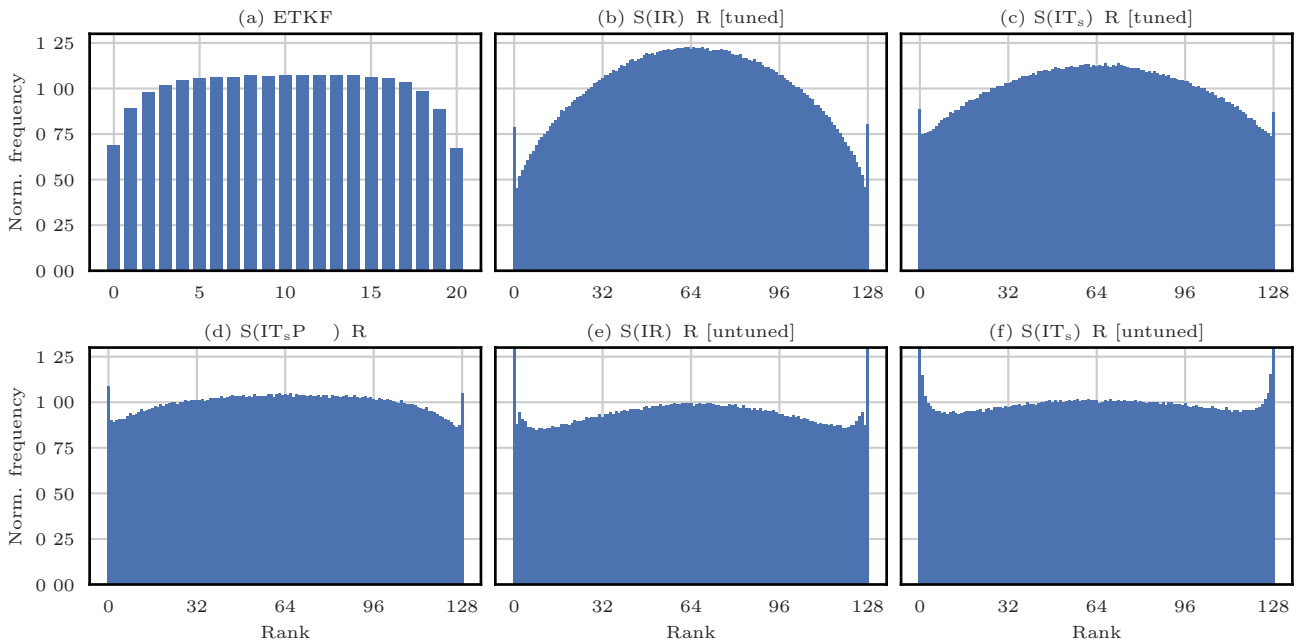 (a) ETKF
(b) S(IR) R [tuned]
(c) S(ITₛ) R [tuned]
Norm. frequency
1 25
1 00
0 75
0 50
0 25
0 00
0 5 10 15 20
0 32 64 96 128
0 32 64 96 128
(d) S(ITₛP ) R
(e) S(IR) R [untuned]
(f) S(ITₛ) R [untuned]
Norm. frequency
1 25
1 00
0 75
0 50
0 25
0 00
0 32 64 96 128
0 32 64 96 128
0 32 64 96 128
Rank
Rank
Rank